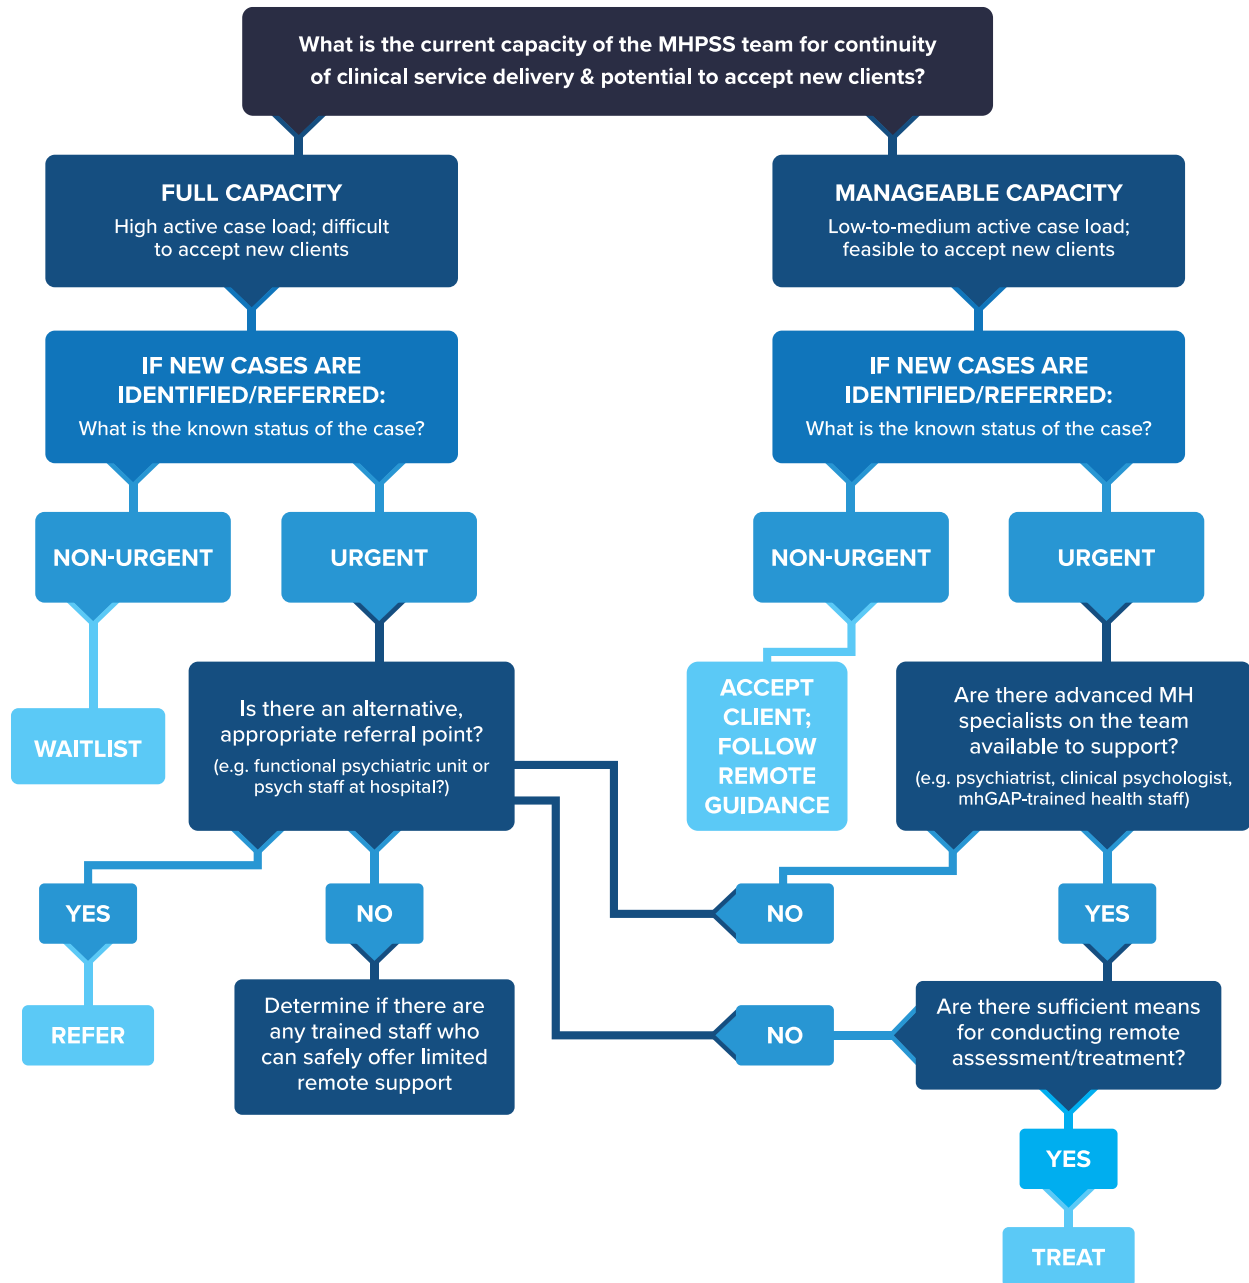 What is the current capacity of the MHPSS team for continuity
of clinical service delivery & potential to accept new clients?
FULL CAPACITY
High active case load; difficult
to accept new clients
MANAGEABLE CAPACITY
Low-to-medium active case load;
feasible to accept new clients
IF NEW CASES ARE
IDENTIFIED/REFERRED:
What is the known status of the case?
IF NEW CASES ARE
IDENTIFIED/REFERRED:
What is the known status of the case?
NON-URGENT
URGENT
NON-URGENT
URGENT
WAITLIST
Is there an alternative,
appropriate referral point?
(e.g. functional psychiatric unit or
psych staff at hospital?)
ACCEPT
CLIENT;
FOLLOW
REMOTE
GUIDANCE
Are there advanced MH
specialists on the team
available to support?
(e.g. psychiatrist, clinical psychologist,
mhGAP-trained health staff)
YES
NO
NO
YES
REFER
Determine if there are
any trained staff who
can safely offer limited
remote support
NO
Are there sufficient means
for conducting remote
assessment/treatment?
YES
TREAT